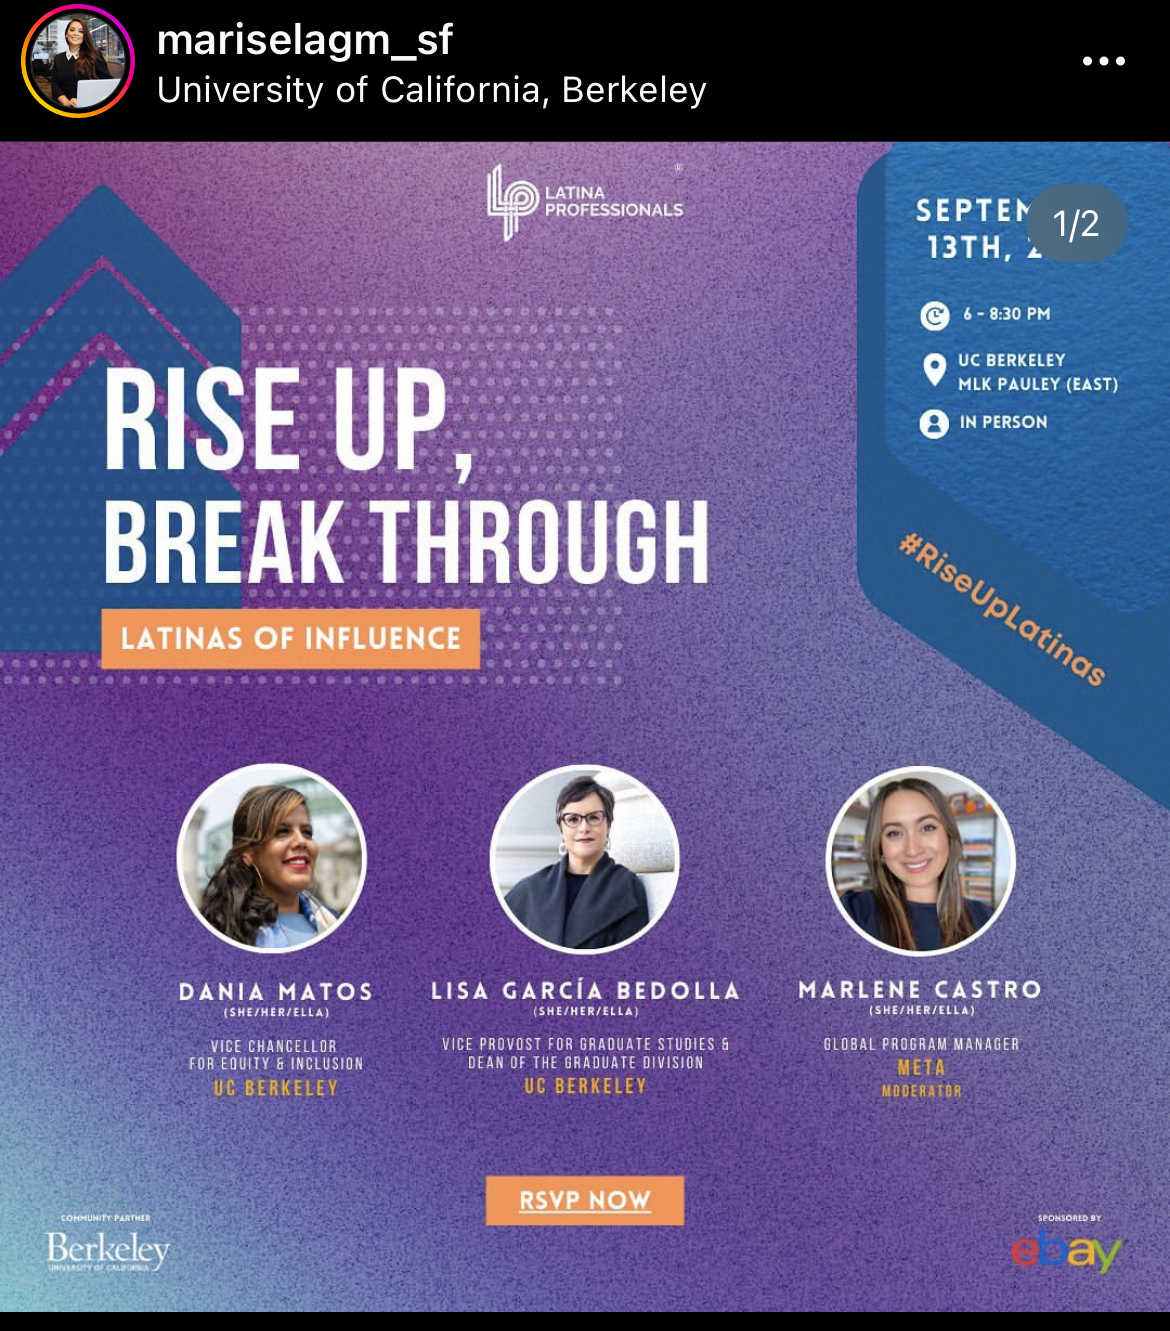 mariselagm_sf
University of California, Berkeley
1/2
LATINA
PROFESSIONALS
13TH,
6 - 8:30 PM
UC BERKELEY
MLK PAULEY (EAST)
IN PERSON
#RiseUpLatinas
RISE UP,
BREAK THROUGH
LATINAS OF INFLUENCE
DANIA MATOS
(SHE/HER/ELLA)
VICE CHANCELLOR
FOR EQUITY & INCLUSION
UC BERKELEY
LISA GARCÍA BEDOLLA
(SHE/HER/ELLA)
VICE PROVOST FOR GRADUATE STUDIES &
DEAN OF THE GRADUATE DIVISION
UC BERKELEY
MARLENE CASTRO
(SHE/HER/ELLA)
GLOBAL PROGRAM MANAGER
META
MODERATOR
RSVP NOW
COMMUNITY PARTNER
Berkeley
UNIVERSITY OF CALIFORNIA
SPONSORED BY
ebay